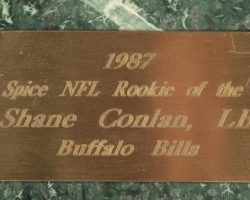 1987
Spice NFL Rookie of the
Shane Conlan, LB
Buffalo Bills